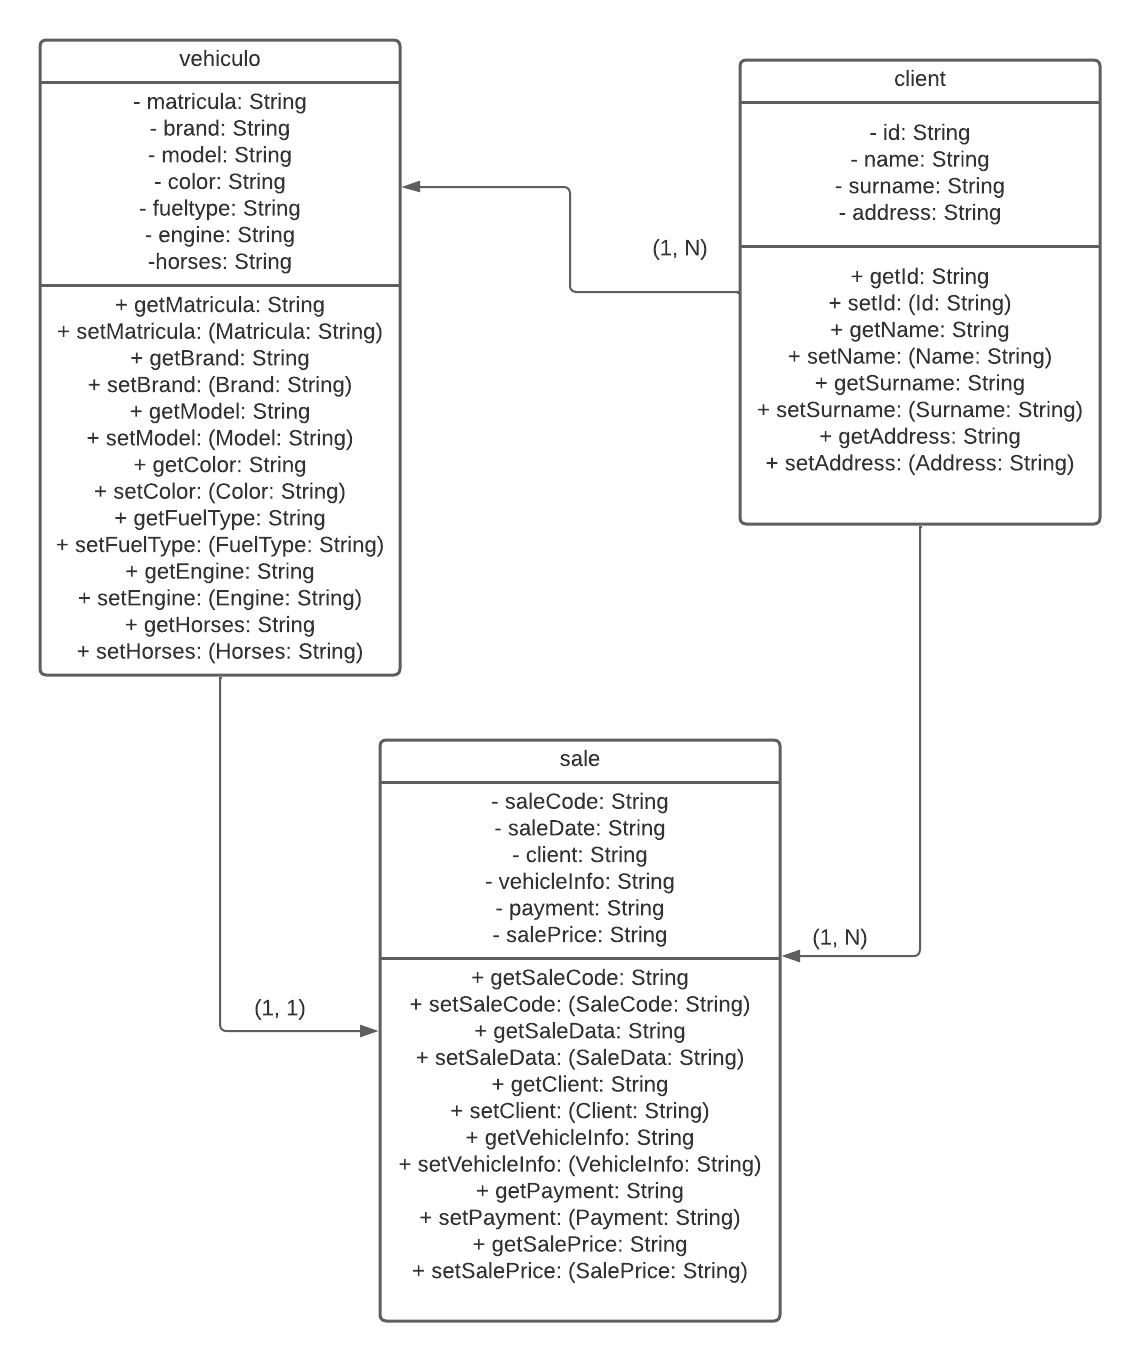 vehiculo
- matricula: String
- brand: String
- model: String
- color: String
- fueltype: String
- engine: String
-horses: String
+ getMatricula: String
+ setMatricula: (Matricula: String)
+ getBrand: String
+ setBrand: (Brand: String)
+ getModel: String
+ setModel: (Model: String)
+ getColor: String
+ setColor: (Color: String)
+ getFuelType: String
+ setFuelType: (FuelType: String)
+ getEngine: String
+ setEngine: (Engine: String)
+ getHorses: String
+ setHorses: (Horses: String)
(1, N)
client
- id: String
- name: String
- surname: String
- address: String
+ getId: String
+ setId: (Id: String)
+ getName: String
+ setName: (Name: String)
+ getSurname: String
+ setSurname: (Surname: String)
+ getAddress: String
+ setAddress: (Address: String)
(1, 1)
sale
- saleCode: String
- saleDate: String
- client: String
- vehicleInfo: String
- payment: String
- salePrice: String
+ getSaleCode: String
+ setSaleCode: (SaleCode: String)
+ getSaleData: String
+ setSaleData: (SaleData: String)
+ getClient: String
+ setClient: (Client: String)
+ getVehicleInfo: String
+ setVehicleInfo: (VehicleInfo: String)
+ getPayment: String
+ setPayment: (Payment: String)
+ getSalePrice: String
+ setSalePrice: (SalePrice: String)
(1, N)